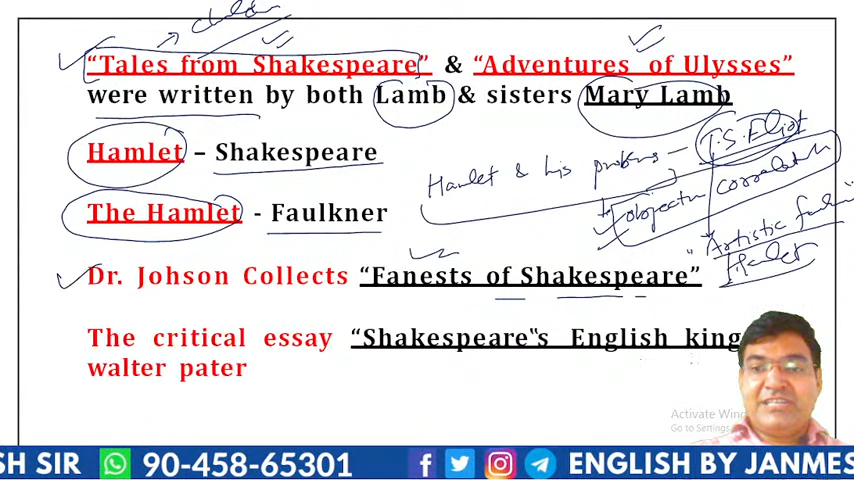 children
“Tales from Shakespeare” & “Adventures of Ulysses”
were written by both Lamb & sisters Mary Lamb
Hamlet – Shakespeare
Hamlet & his problems — T.S. Eliot
objective correlative
The Hamlet - Faulkner
"Artistic failure"
Hamlet
Dr. Johson Collects “Fanests of Shakespeare”
The critical essay “Shakespeare‟s English king
walter pater
Activate Wind
Go to Settings
SH SIR 90-458-65301 ENGLISH BY JANMES